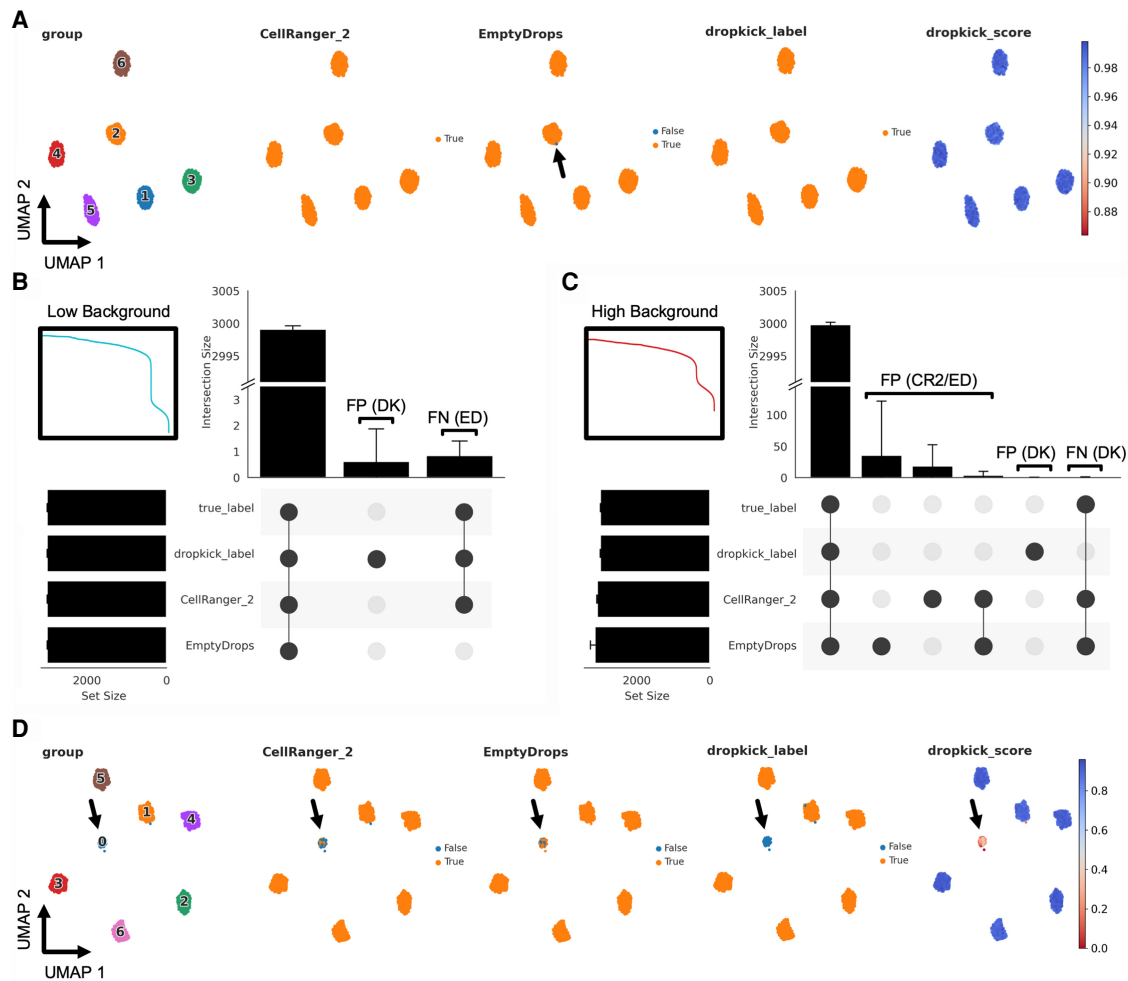 A
group
CellRanger_2
EmptyDrops
dropkick_label
dropkick_score
6
2
4
3
1
5
True
False
True
True
0.98
0.96
0.94
0.92
0.90
0.88
UMAP 2
UMAP 1
B
Low Background
3005
3000
2995
3
2
1
0
Intersection Size
FP (DK)
FN (ED)
true_label
dropkick_label
CellRanger_2
EmptyDrops
2000
0
Set Size
C
High Background
3005
3000
2995
100
50
0
Intersection Size
FP (CR2/ED)
FP (DK)
FN (DK)
true_label
dropkick_label
CellRanger_2
EmptyDrops
2000
0
Set Size
D
group
CellRanger_2
EmptyDrops
dropkick_label
dropkick_score
5
1
4
0
3
2
6
False
True
False
True
False
True
0.8
0.6
0.4
0.2
0.0
UMAP 2
UMAP 1